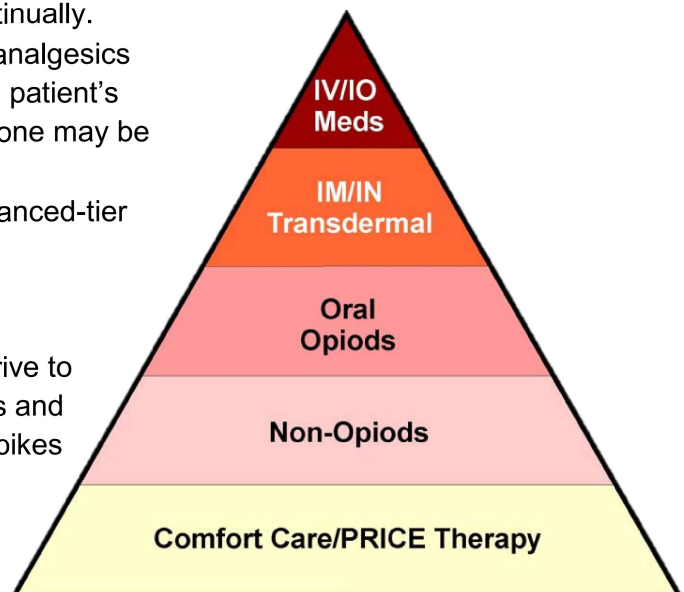 tinually.
analgesics
patient's
one may be
anced-tier
rive to
s and
pikes
IV/IO
Meds
IM/IN
Transdermal
Oral
Opiods
Non-Opiods
Comfort Care/PRICE Therapy